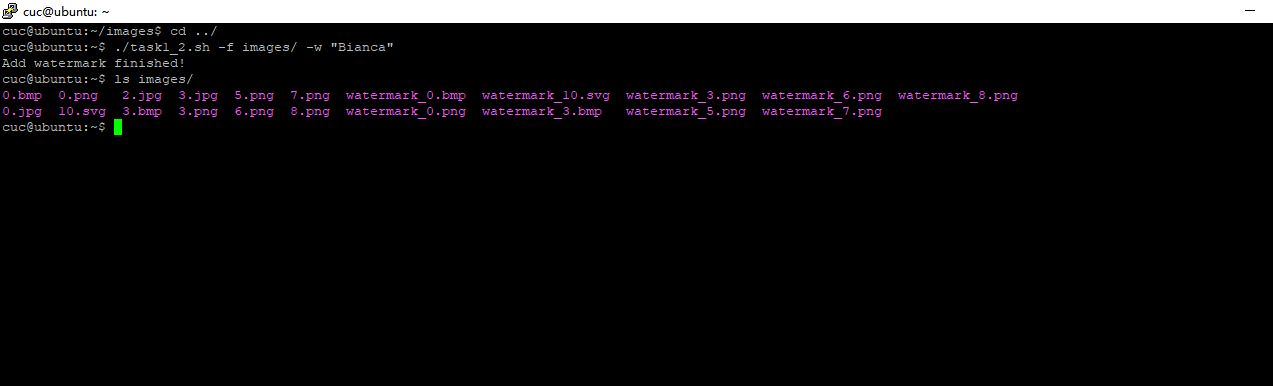 cuc@ubuntu: ~
cuc@ubuntu:~/images$ cd ../
cuc@ubuntu:~$ ./task1_2.sh -f images/ -w "Bianca"
Add watermark finished!
cuc@ubuntu:~$ ls images/
0.bmp  0.png   2.jpg  3.jpg  5.png  7.png  watermark_0.bmp  watermark_10.svg  watermark_3.png  watermark_6.png  watermark_8.png
0.jpg  10.svg  3.bmp  3.png  6.png  8.png  watermark_0.png  watermark_3.bmp   watermark_5.png  watermark_7.png
cuc@ubuntu:~$